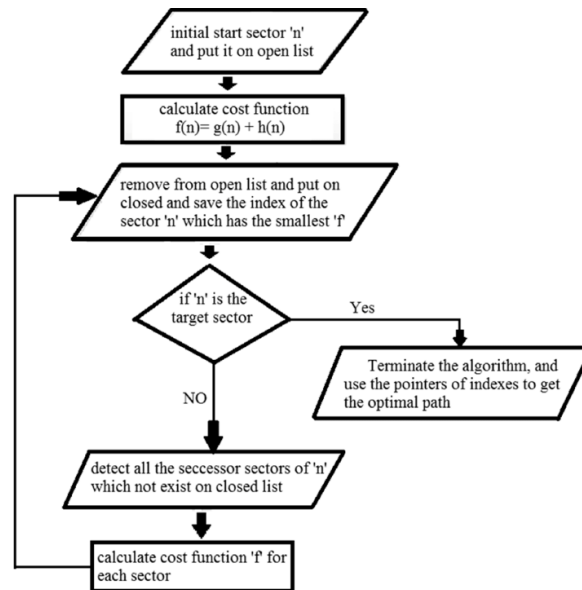 initial start sector 'n'
and put it on open list
calculate cost function
f(n)= g(n) + h(n)
remove from open list and put on
closed and save the index of the
sector 'n' which has the smallest 'f'
if 'n' is the
target sector
Yes
Terminate the algorithm, and
use the pointers of indexes to get
the optimal path
NO
detect all the seccessor sectors of 'n'
which not exist on closed list
calculate cost function 'f' for
each sector